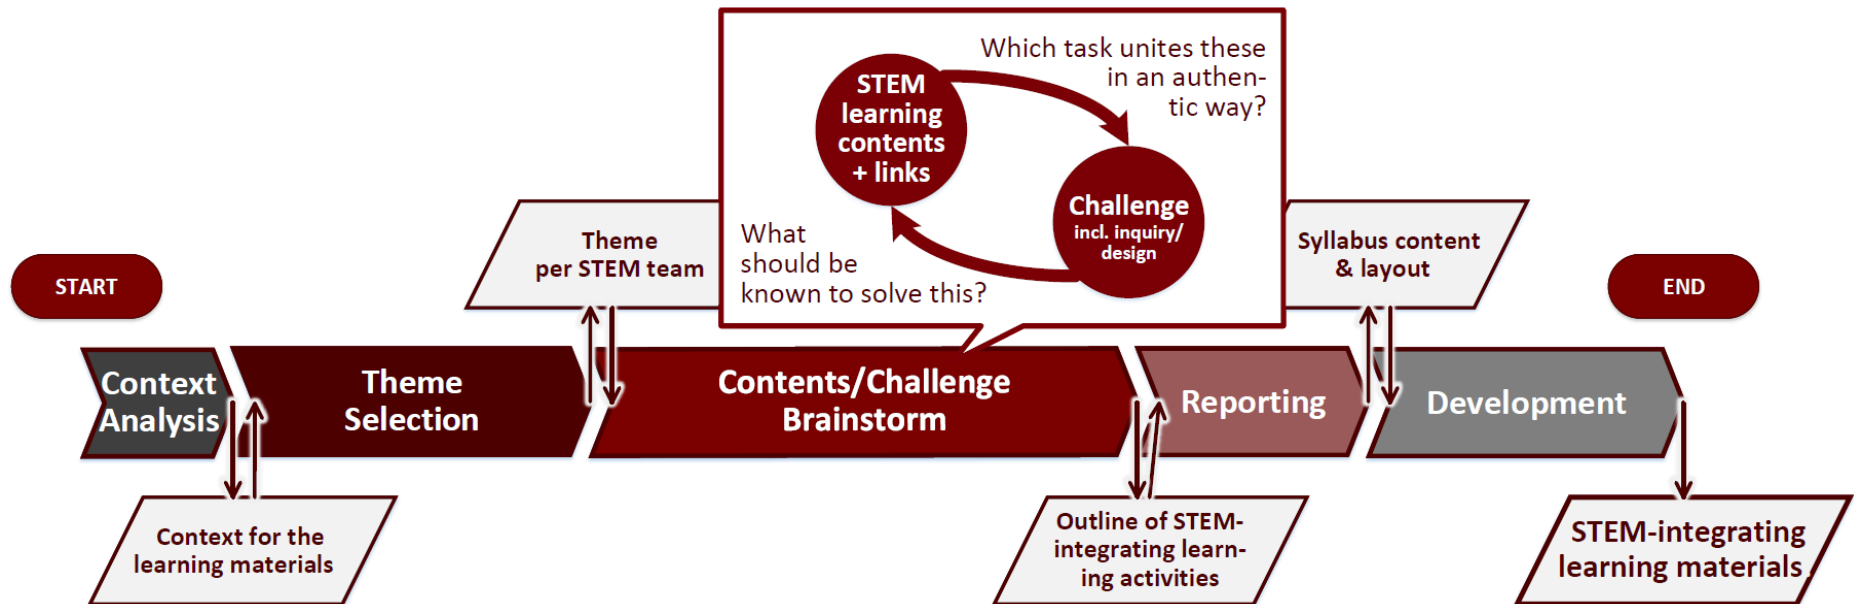 STEM
learning
contents
+ links
Which task unites these
in an authen-
tic way?
Challenge
incl. inquiry/
design
What
should be
known to solve this?
Theme
per STEM team
Syllabus content
& layout
START
END
Context
Analysis
Theme
Selection
Contents/Challenge
Brainstorm
Reporting
Development
Context for the
learning materials
Outline of STEM-
integrating learn-
ing activities
STEM-integrating
learning materials